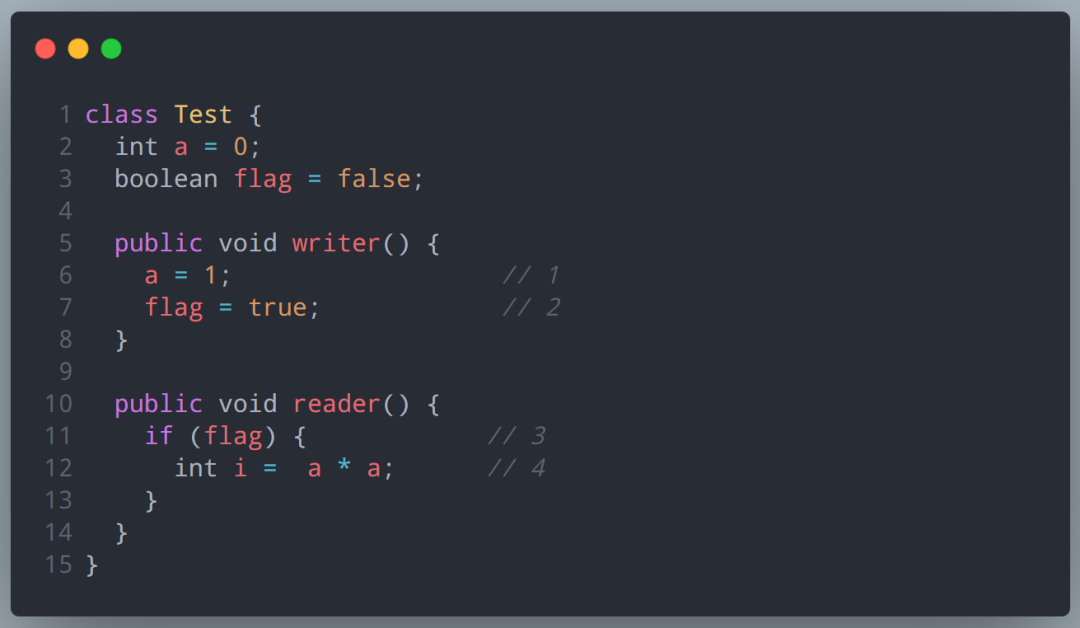 1 class Test {
2   int a = 0;
3   boolean flag = false;
4
5   public void writer() {
6     a = 1;                  // 1
7     flag = true;            // 2
8   }
9
10   public void reader() {
11     if (flag) {            // 3
12       int i =  a * a;      // 4
13     }
14   }
15 }